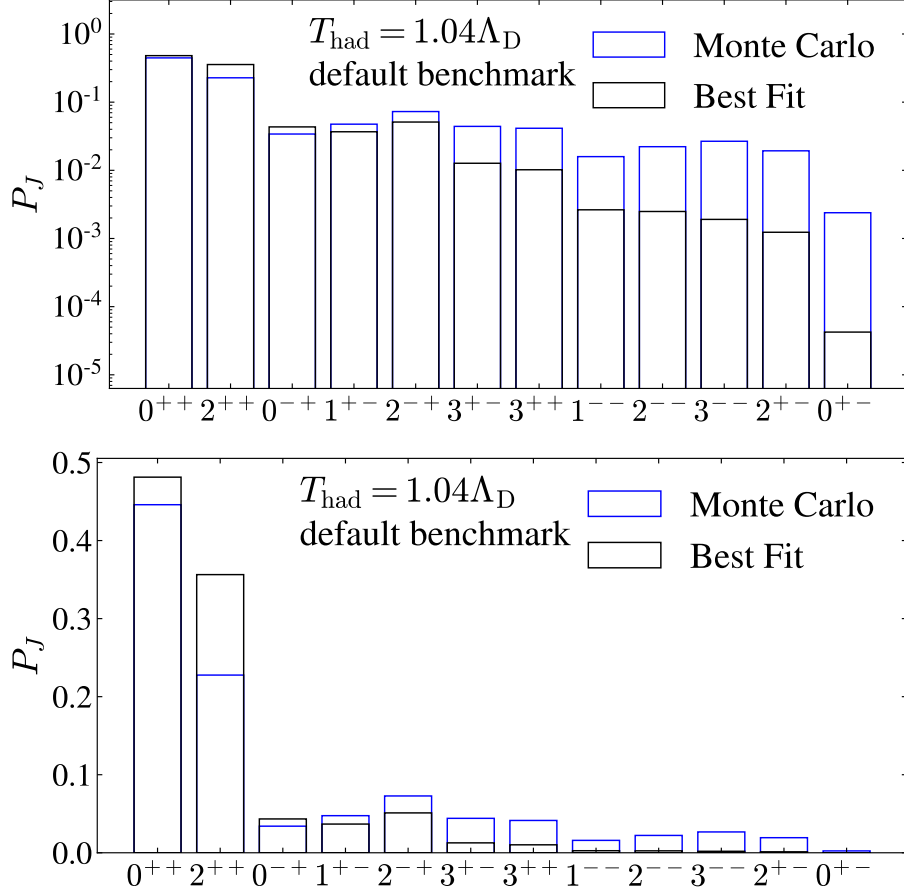 T_had = 1.04Λ_D
default benchmark
Monte Carlo
Best Fit
P_J
10^0
10^-1
10^-2
10^-3
10^-4
10^-5
0^++ 2^++ 0^-+ 1^+- 2^-+ 3^+- 3^++ 1^-- 2^-- 3^-- 2^+- 0^+-
T_had = 1.04Λ_D
default benchmark
Monte Carlo
Best Fit
P_J
0.5
0.4
0.3
0.2
0.1
0.0
0^++ 2^++ 0^-+ 1^+- 2^-+ 3^+- 3^++ 1^-- 2^-- 3^-- 2^+- 0^+-